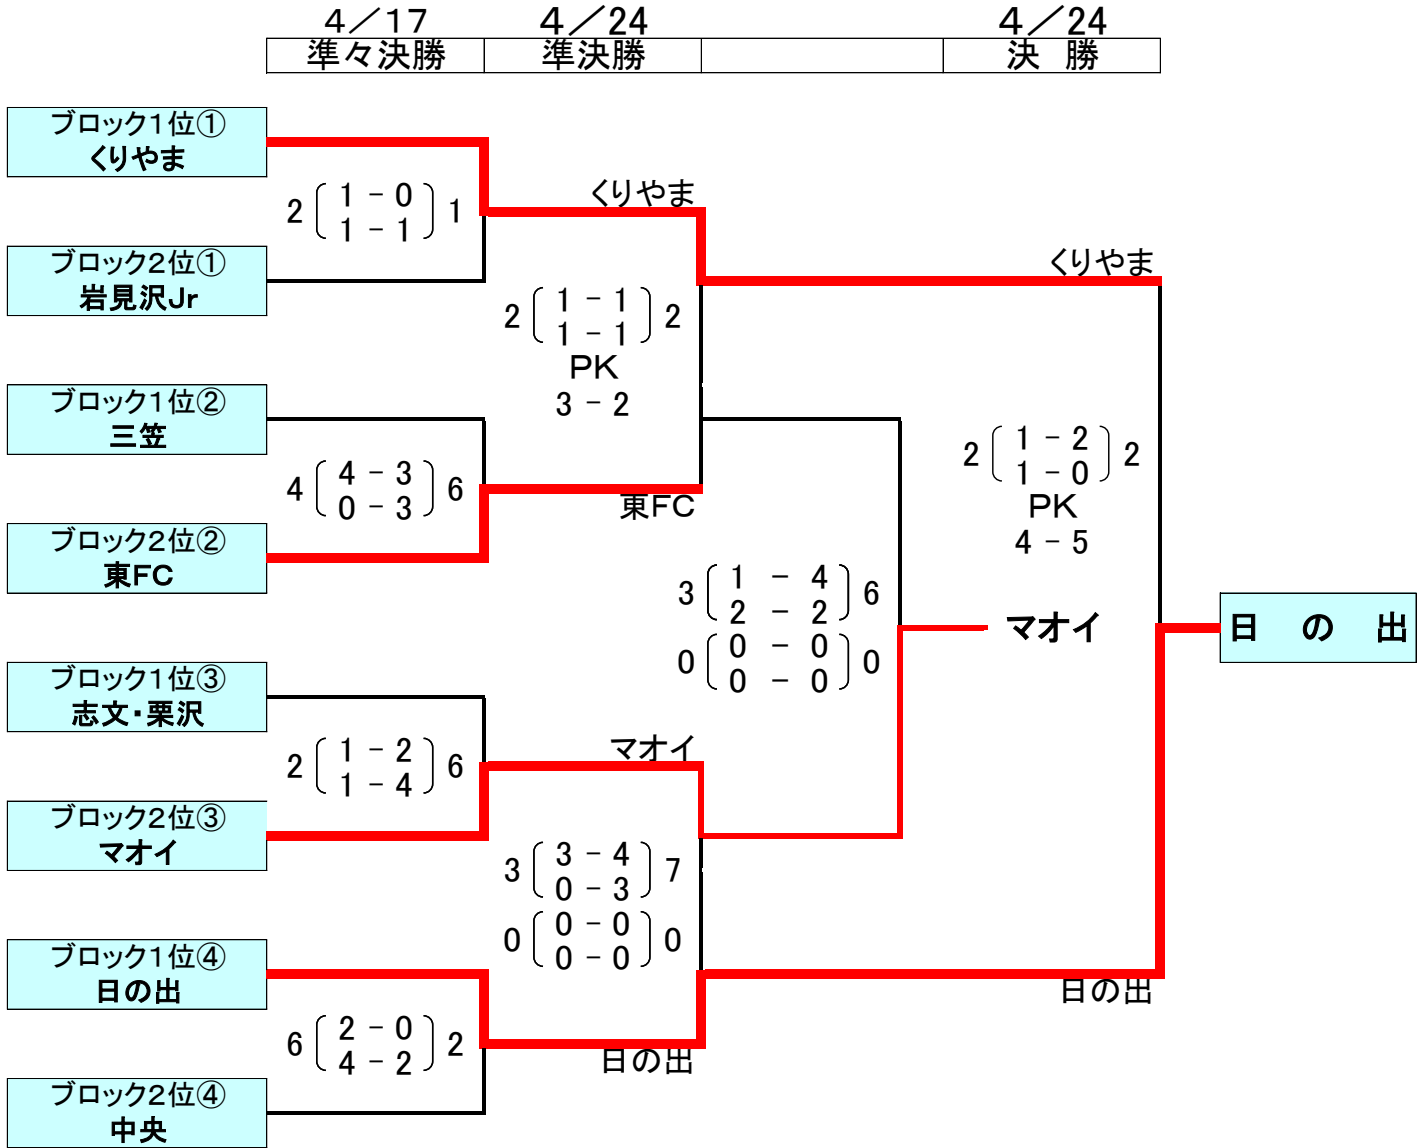 4／17
4／24
4／24
準々決勝
準決勝
決 勝
ブロック1位①
くりやま
2 1 - 0 1
1 - 1
くりやま
ブロック2位①
岩見沢Jr
くりやま
2 1 - 1 2
1 - 1
PK
3 - 2
ブロック1位②
三笠
4 4 - 3 6
0 - 3
東FC
ブロック2位②
東FC
2 1 - 2 2
1 - 0
PK
4 - 5
3 1 - 4 6
2 - 2
0 0 - 0 0
0 - 0
マオイ
日 の 出
ブロック1位③
志文・栗沢
2 1 - 2 6
1 - 4
マオイ
ブロック2位③
マオイ
3 3 - 4 7
0 - 3
0 0 - 0 0
0 - 0
ブロック1位④
日の出
日の出
6 2 - 0 2
4 - 2
日の出
ブロック2位④
中央